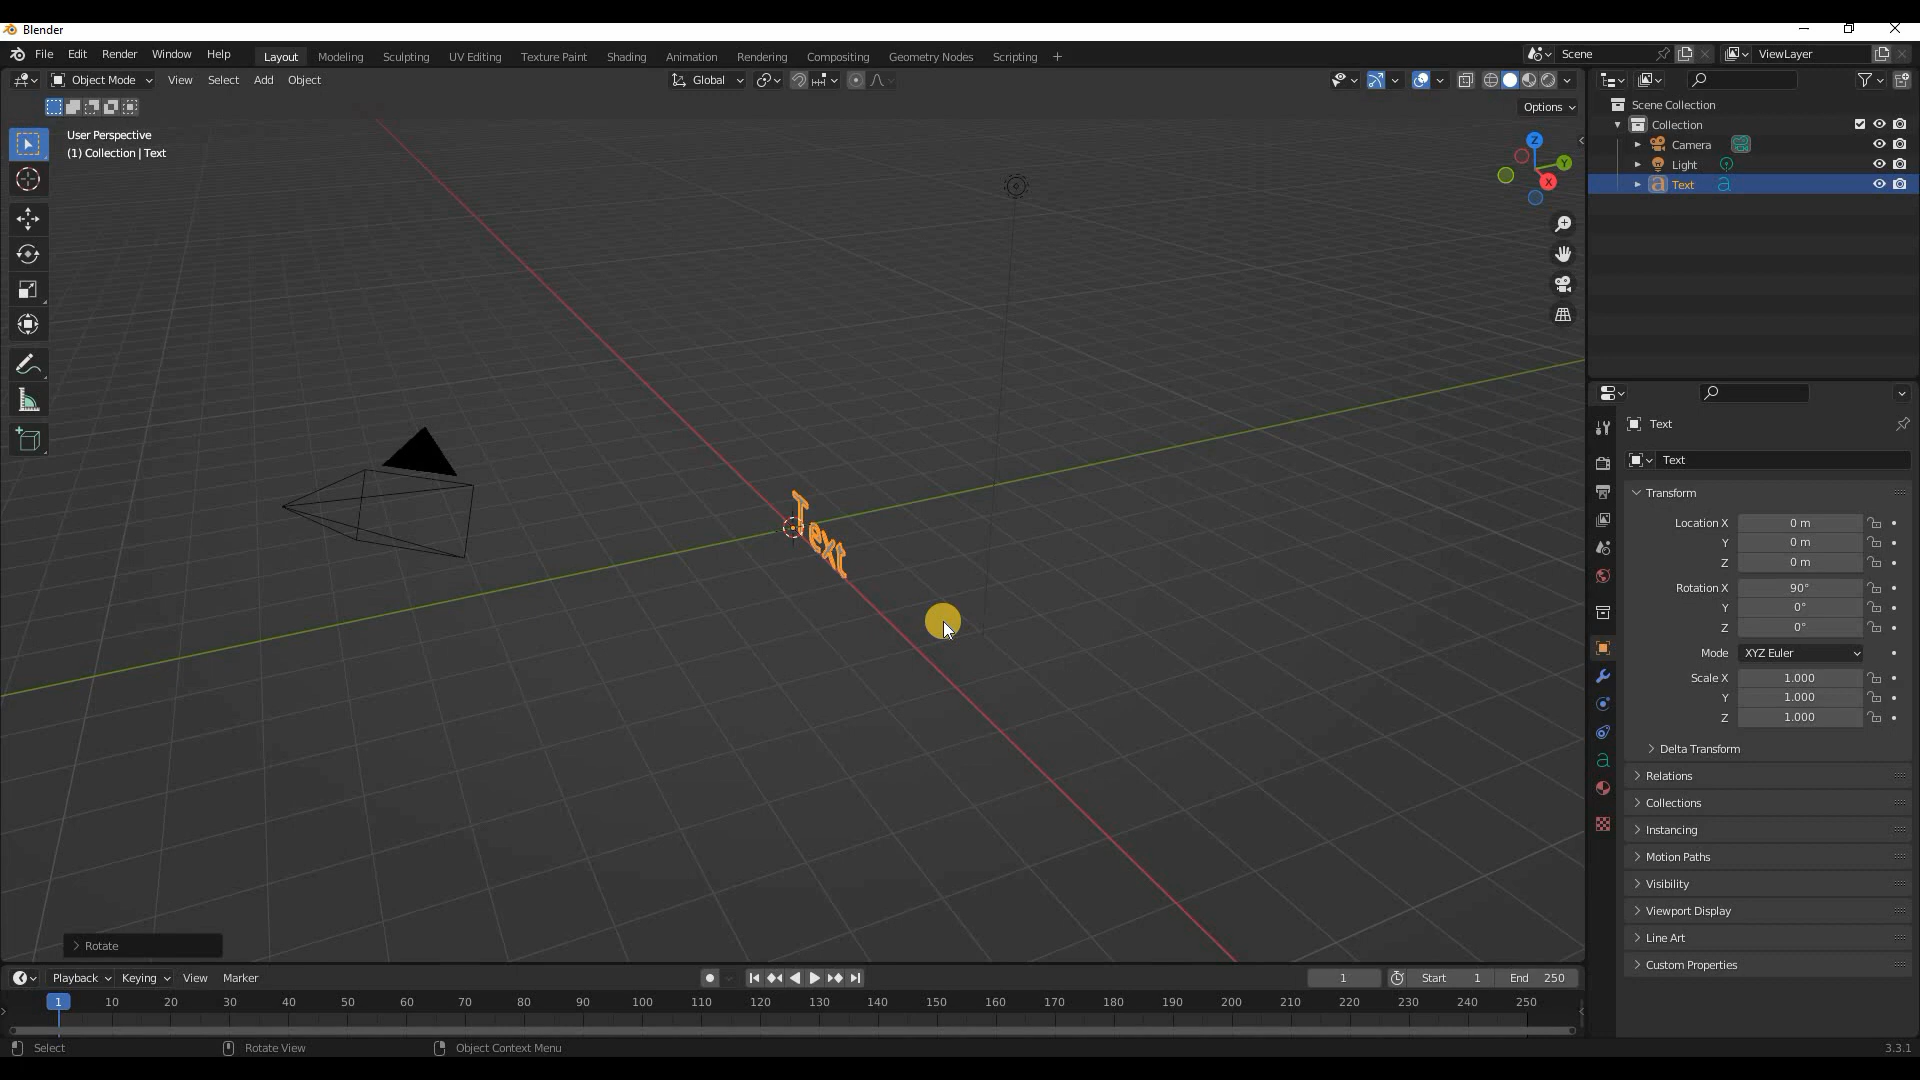 Blender
File Edit Render Window Help Layout Modeling Sculpting UV Editing Texture Paint Shading Animation Rendering Compositing Geometry Nodes Scripting + Scene ViewLayer
Object Mode View Select Add Object Global
Options
User Perspective
(1) Collection | Text
Z
Y
X
Text
Rotate
Scene Collection
Collection
Camera
Light
Text
Text
Text
Transform
Location X 0 m
Y 0 m
Z 0 m
Rotation X 90°
Y 0°
Z 0°
Mode XYZ Euler
Scale X 1.000
Y 1.000
Z 1.000
Delta Transform
Relations
Collections
Instancing
Motion Paths
Visibility
Viewport Display
Line Art
Custom Properties
Playback Keying View Marker 1 Start 1 End 250
1 10 20 30 40 50 60 70 80 90 100 110 120 130 140 150 160 170 180 190 200 210 220 230 240 250
Select Rotate View Object Context Menu 3.3.1